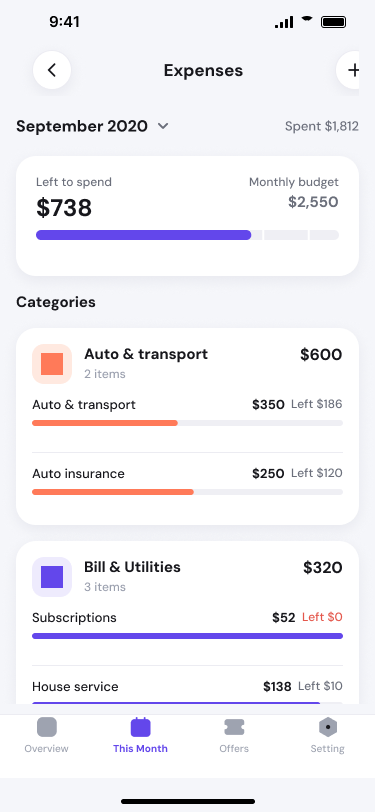 9:41
Expenses
September 2020
Spent $1,812
Left to spend
Monthly budget
$738
$2,550
Categories
Auto & transport
$600
2 items
Auto & transport
$350 Left $186
Auto insurance
$250 Left $120
Bill & Utilities
$320
3 items
Subscriptions
$52 Left $0
House service
$138 Left $10
Overview
This Month
Offers
Setting